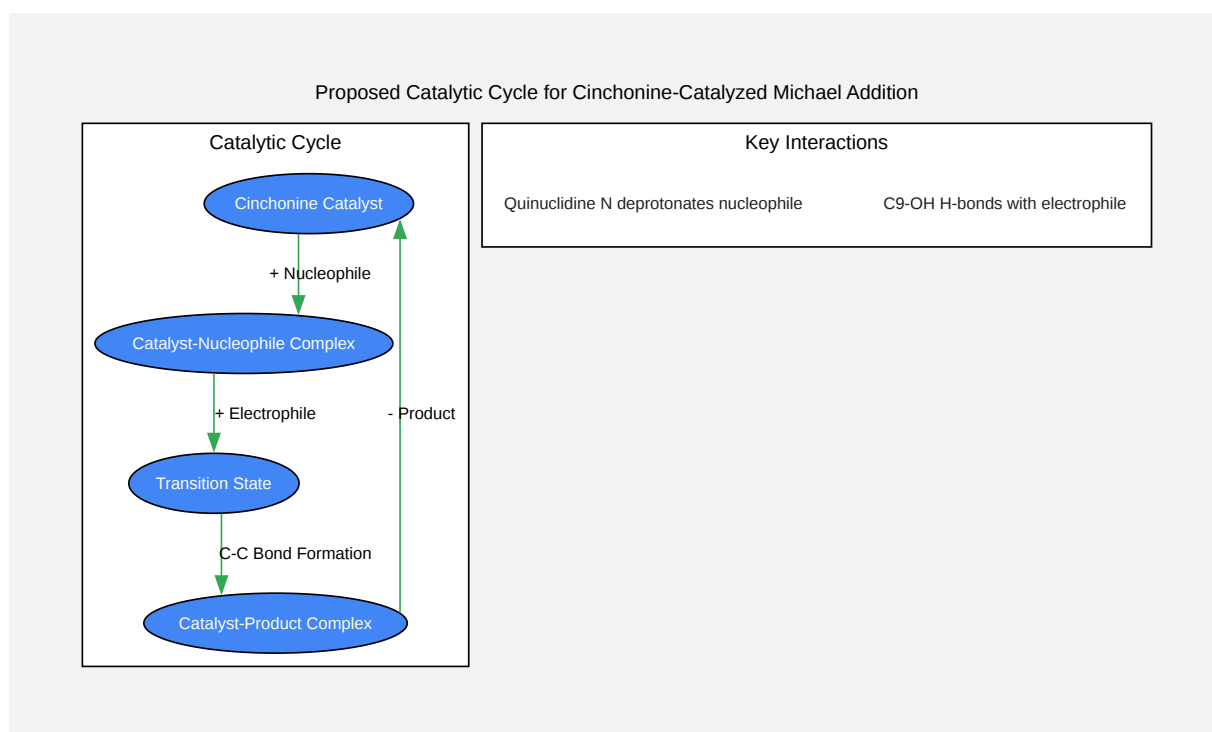 Proposed Catalytic Cycle for Cinchonine-Catalyzed Michael Addition
Catalytic Cycle
Cinchonine Catalyst
+ Nucleophile
Catalyst-Nucleophile Complex
+ Electrophile
- Product
Transition State
C-C Bond Formation
Catalyst-Product Complex
Key Interactions
Quinuclidine N deprotonates nucleophile
C9-OH H-bonds with electrophile